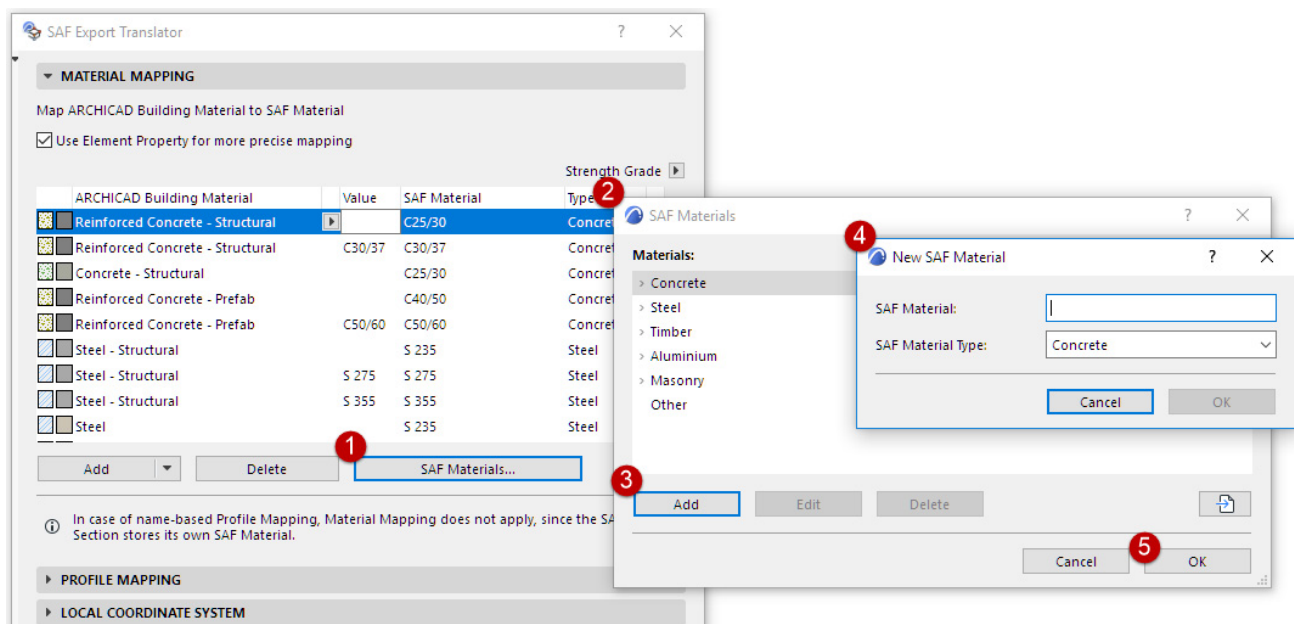 SAF Export Translator ?
MATERIAL MAPPING
Map ARCHICAD Building Material to SAF Material
Use Element Property for more precise mapping
Strength Grade
ARCHICAD Building Material Value SAF Material Type
Reinforced Concrete - Structural C25/30 Concret
Reinforced Concrete - Structural C30/37 C30/37 Concret
Concrete - Structural C25/30 Concret
Reinforced Concrete - Prefab C40/50 Concret
Reinforced Concrete - Prefab C50/60 C50/60 Concret
Steel - Structural S 235 Steel
Steel - Structural S 275 S 275 Steel
Steel - Structural S 355 S 355 Steel
Steel S 235 Steel
1
Add Delete SAF Materials...
In case of name-based Profile Mapping, Material Mapping does not apply, since the SA
Section stores its own SAF Material.
PROFILE MAPPING
LOCAL COORDINATE SYSTEM
2
SAF Materials ?
Materials:
Concrete
Steel
Timber
Aluminium
Masonry
Other
3
Add Edit Delete
Cancel 5 OK
4
New SAF Material ?
SAF Material:
SAF Material Type: Concrete
Cancel OK